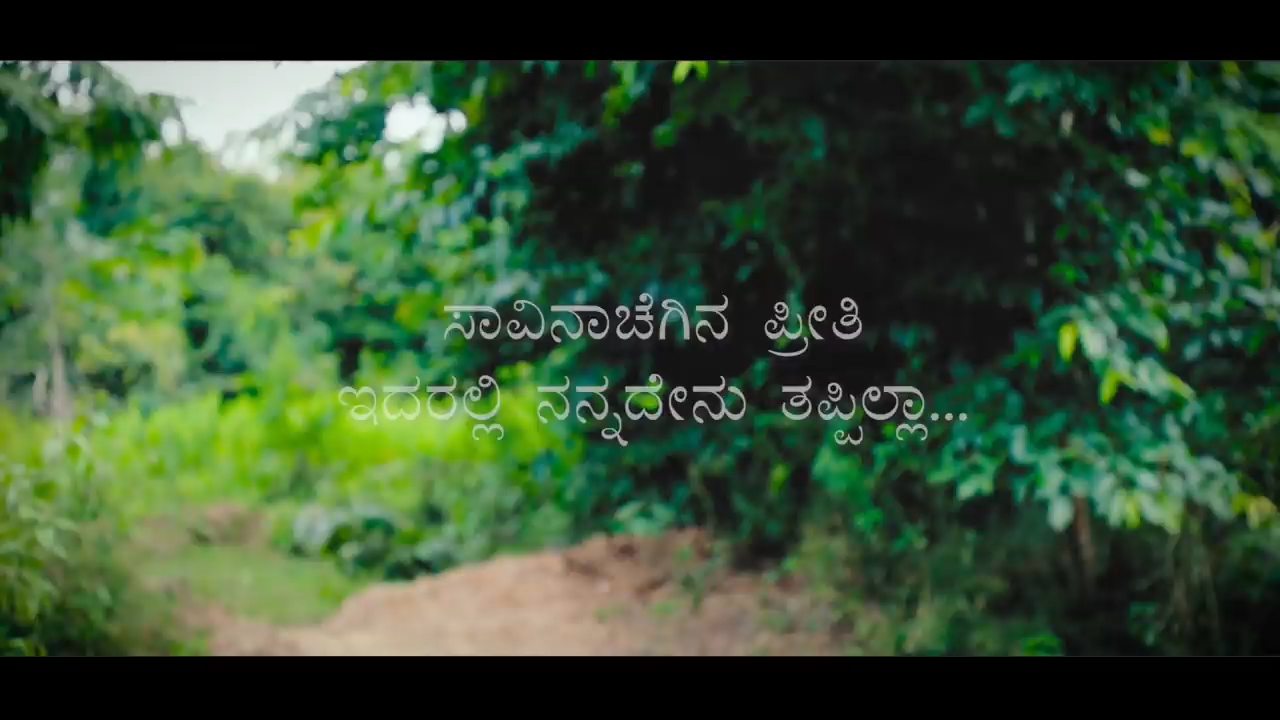 ಸಾವಿನಾಚೆಗಿನ ಪ್ರೀತಿ
ಇದರಲ್ಲಿ ನನ್ನದೇನು ತಪ್ಪಿಲ್ಲಾ...